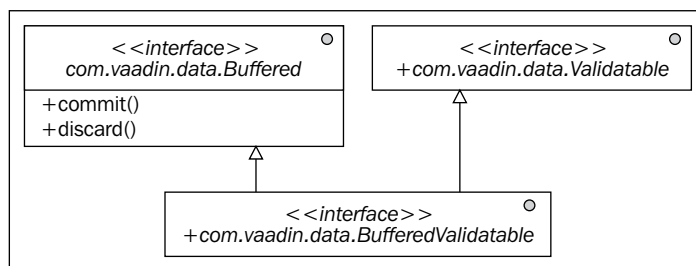 <<interface>>
com.vaadin.data.Buffered
+commit()
+discard()
<<interface>>
+com.vaadin.data.Validatable
<<interface>>
+com.vaadin.data.BufferedValidatable